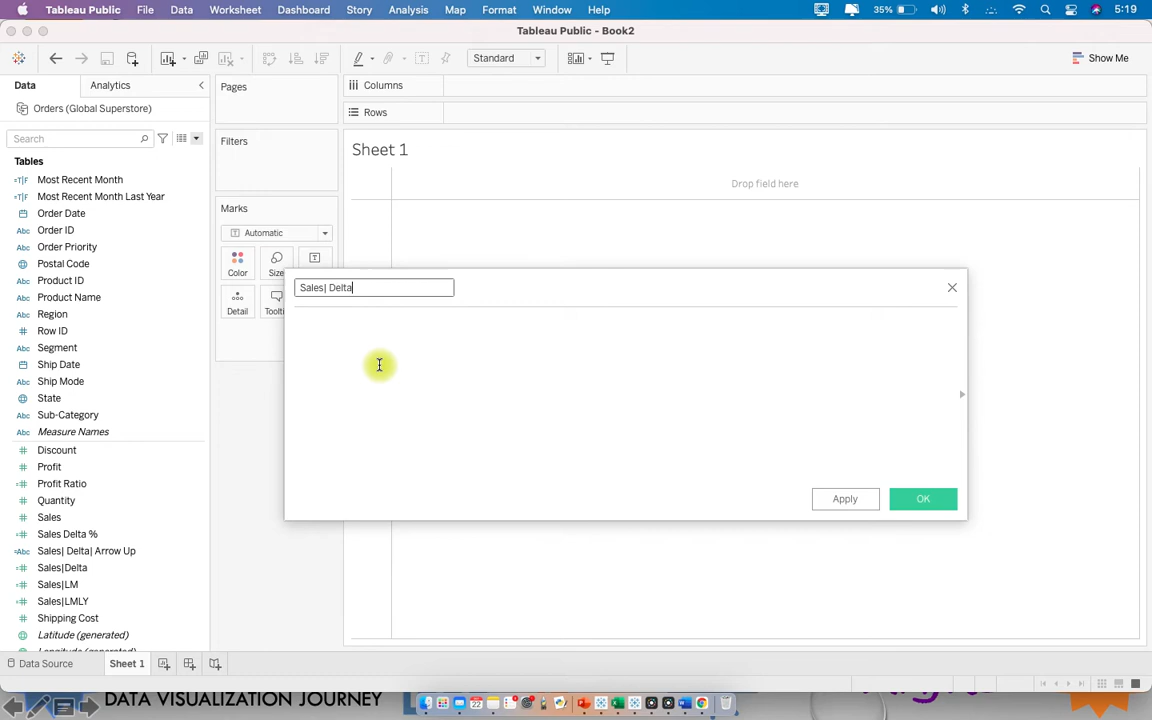 Tableau Public File Data Worksheet Dashboard Story Analysis Map Format Window Help 35% 5:19
Tableau Public - Book2
Standard Show Me
Data Analytics Pages Columns
Orders (Global Superstore) Rows
Search Filters
Tables Sheet 1
Most Recent Month
Drop field here
Most Recent Month Last Year
Order Date Marks
Order ID Automatic
Order Priority
Postal Code Color Size
Product ID Sales| Delta
Product Name Detail Toolti
Region
Row ID
Segment
Ship Date
Ship Mode
State
Sub-Category
Measure Names
Discount
Profit
Profit Ratio
Quantity Apply OK
Sales
Sales Delta %
Sales| Delta| Arrow Up
Sales|Delta
Sales|LM
Sales|LMLY
Shipping Cost
Latitude (generated)
Longitude (generated)
Data Source Sheet 1
DATA VISUALIZATION JOURNEY